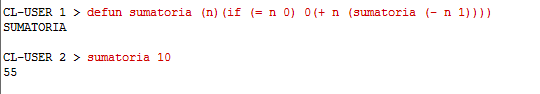 CL-USER 1 > defun sumatoria (n)(if (= n 0) 0(+ n (sumatoria (- n 1))))
SUMATORIA
CL-USER 2 > sumatoria 10
55